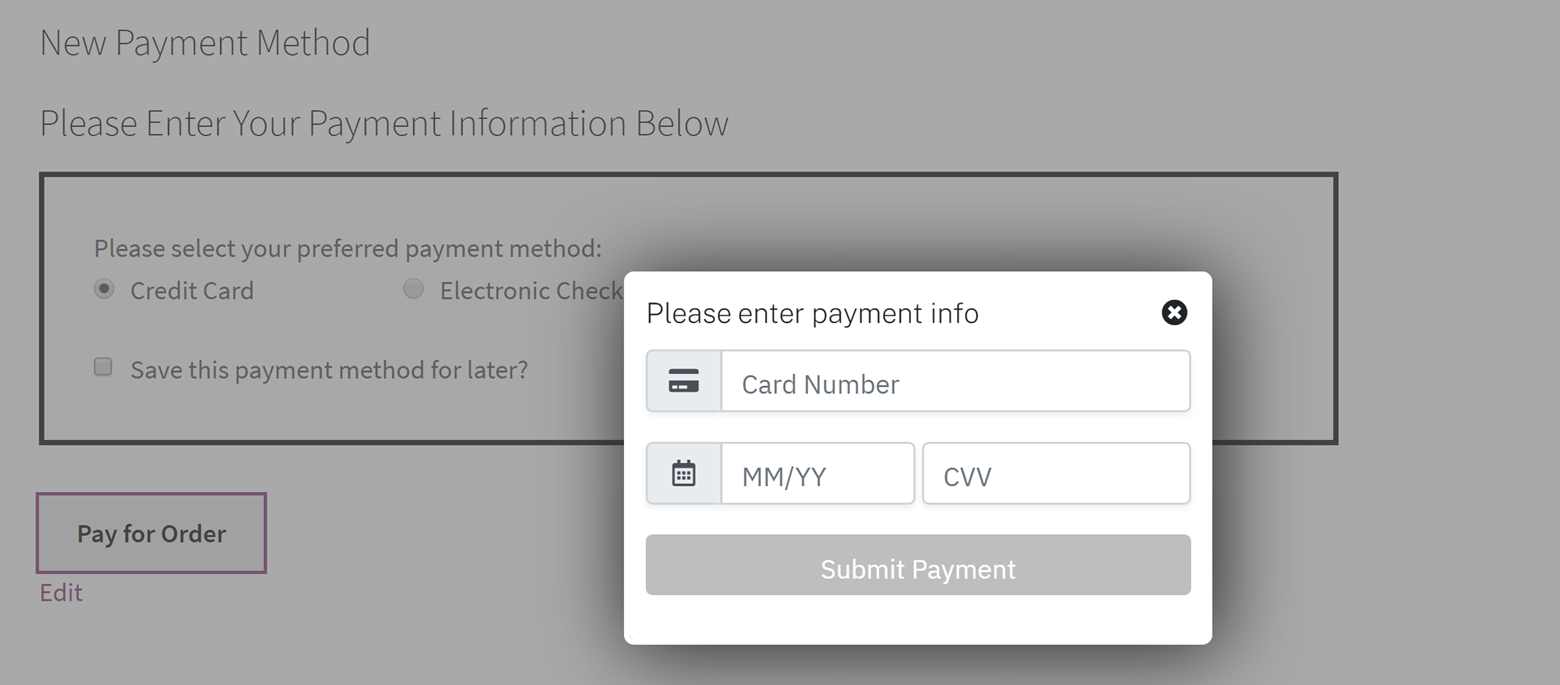 New Payment Method
Please Enter Your Payment Information Below
Please select your preferred payment method:
Credit Card Electronic Check
Save this payment method for later?
Pay for Order
Edit
Please enter payment info
Card Number
MM/YY CVV
Submit Payment